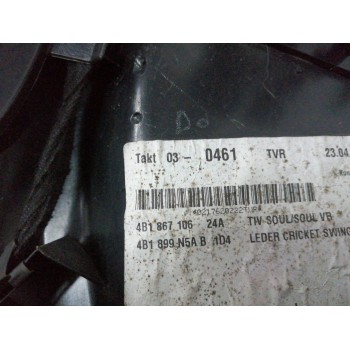 Do
Takt 03- 0461 TVR 23.04
4B1 867 106 24A TIV SOUL/SOUL VB
4B1 899 N5A B 1D4 LEDER CRICKET SWING